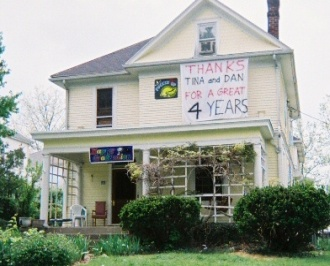 THANKS
TINA and DAN
FOR A GREAT
4 YEARS